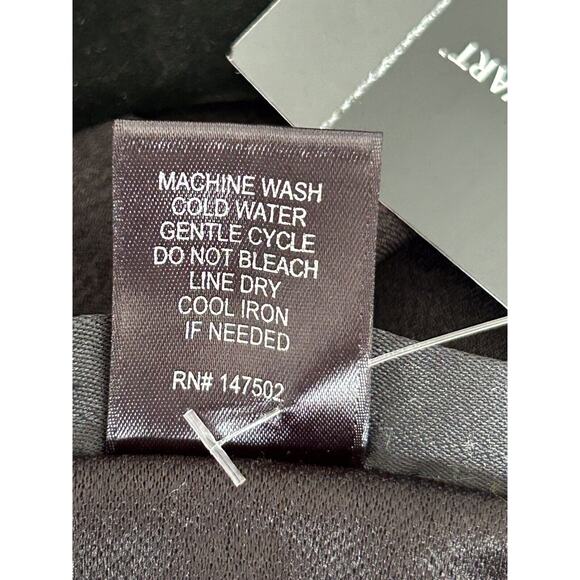 MACHINE WASH
COLD WATER
GENTLE CYCLE
DO NOT BLEACH
LINE DRY
COOL IRON
IF NEEDED
RN# 147502